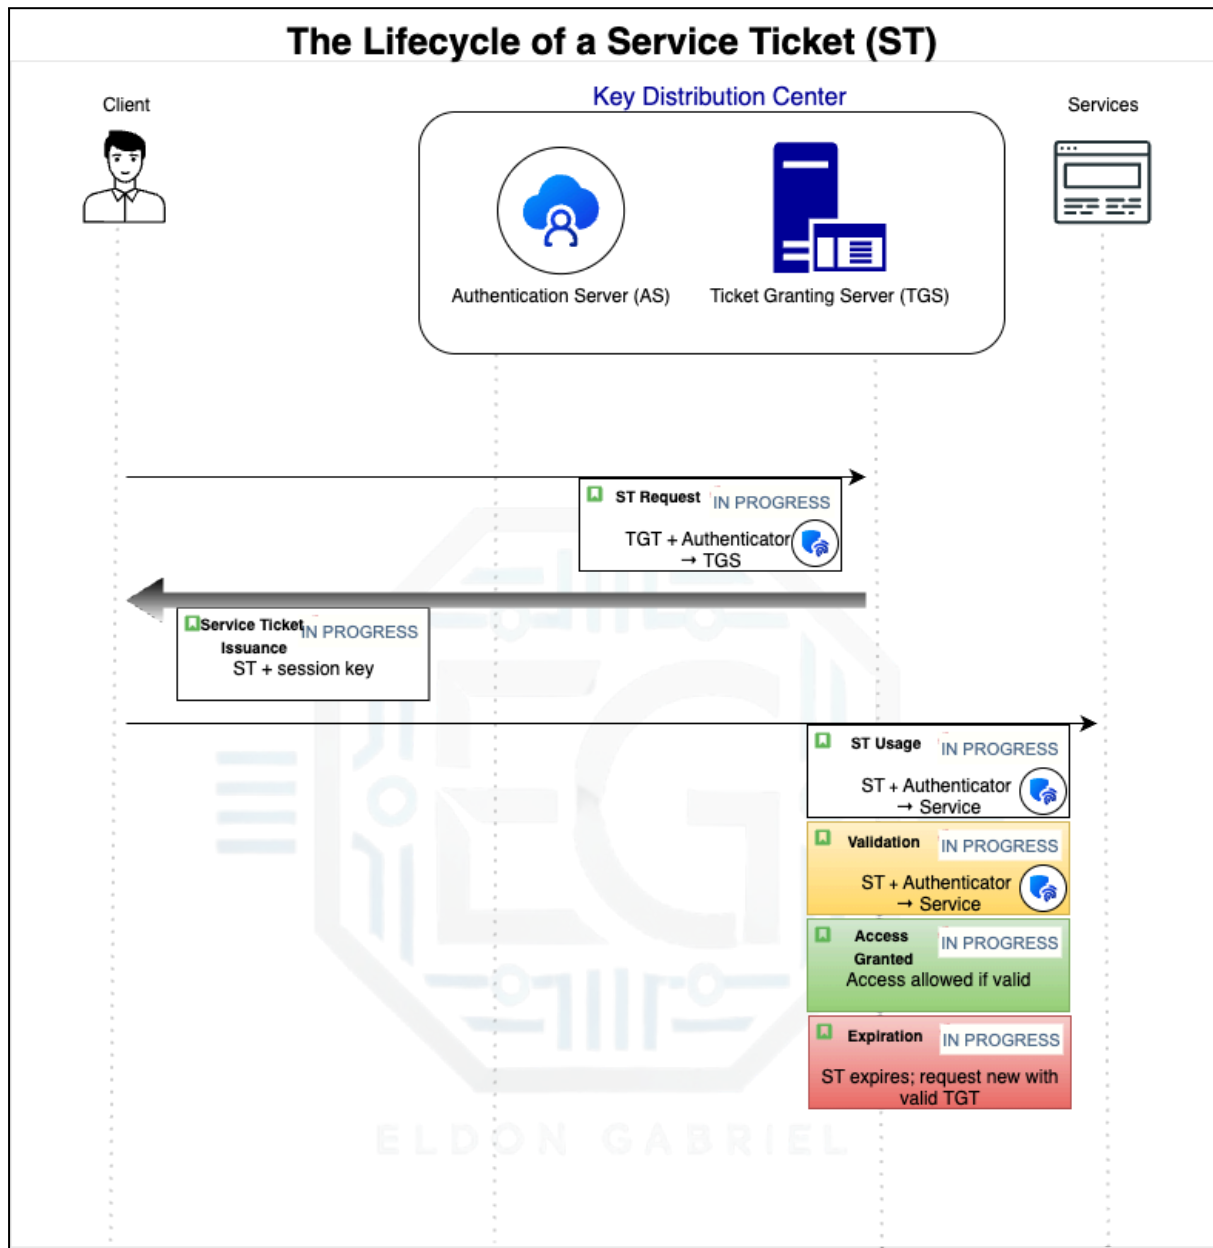 The Lifecycle of a Service Ticket (ST)
Client
Key Distribution Center
Services
Authentication Server (AS)
Ticket Granting Server (TGS)
ST Request
IN PROGRESS
TGT + Authenticator
→ TGS
Service Ticket
Issuance
IN PROGRESS
ST + session key
ST Usage
IN PROGRESS
ST + Authenticator
→ Service
Validation
IN PROGRESS
ST + Authenticator
→ Service
Access
Granted
IN PROGRESS
Access allowed if valid
Expiration
IN PROGRESS
ST expires; request new with
valid TGT
EG
ELDON GABRIEL